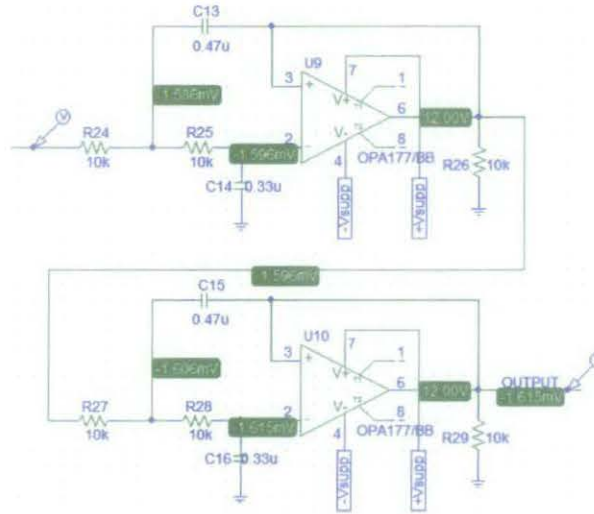 C13
0.47u
U9
7
1
3
+
V+
6
-1.586mV
12.00V
R24
10k
R25
10k
2
-
-1.596mV
V-
8
4
OPA177/BB
C14
0.33u
R26
10k
-Vsupp
+Vsupp
-1.596mV
C15
0.47u
U10
7
1
3
+
V+
6
-1.606mV
12.00V
OUTPUT
-1.615mV
R27
10k
R28
10k
2
-
-1.615mV
V-
8
4
OPA177/BB
C16
0.33u
R29
10k
-Vsupp
+Vsupp